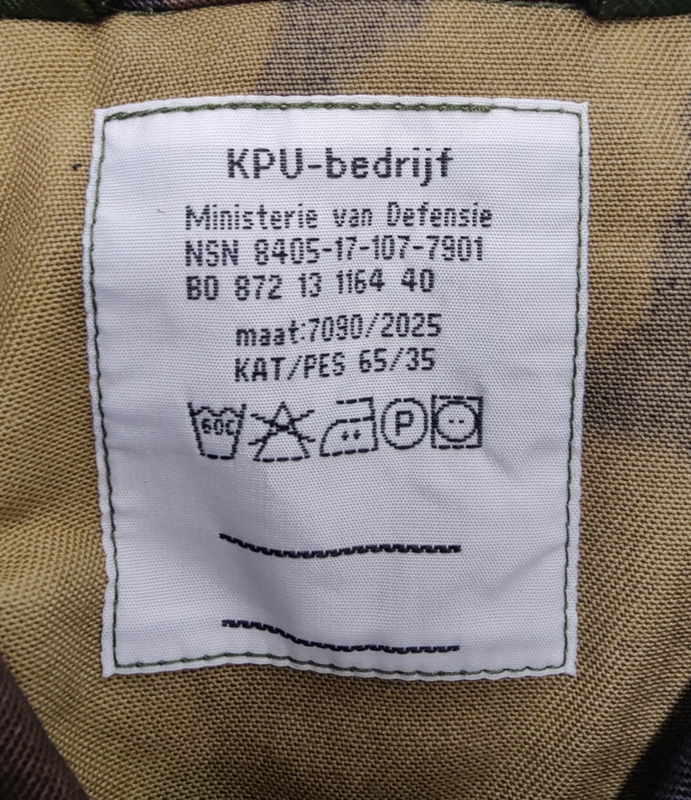 KPU-bedrijf
Ministerie van Defensie
NSN 8405-17-107-7901
BO 872 13 1164 40
maat:7090/2025
KAT/PES 65/35
60C P